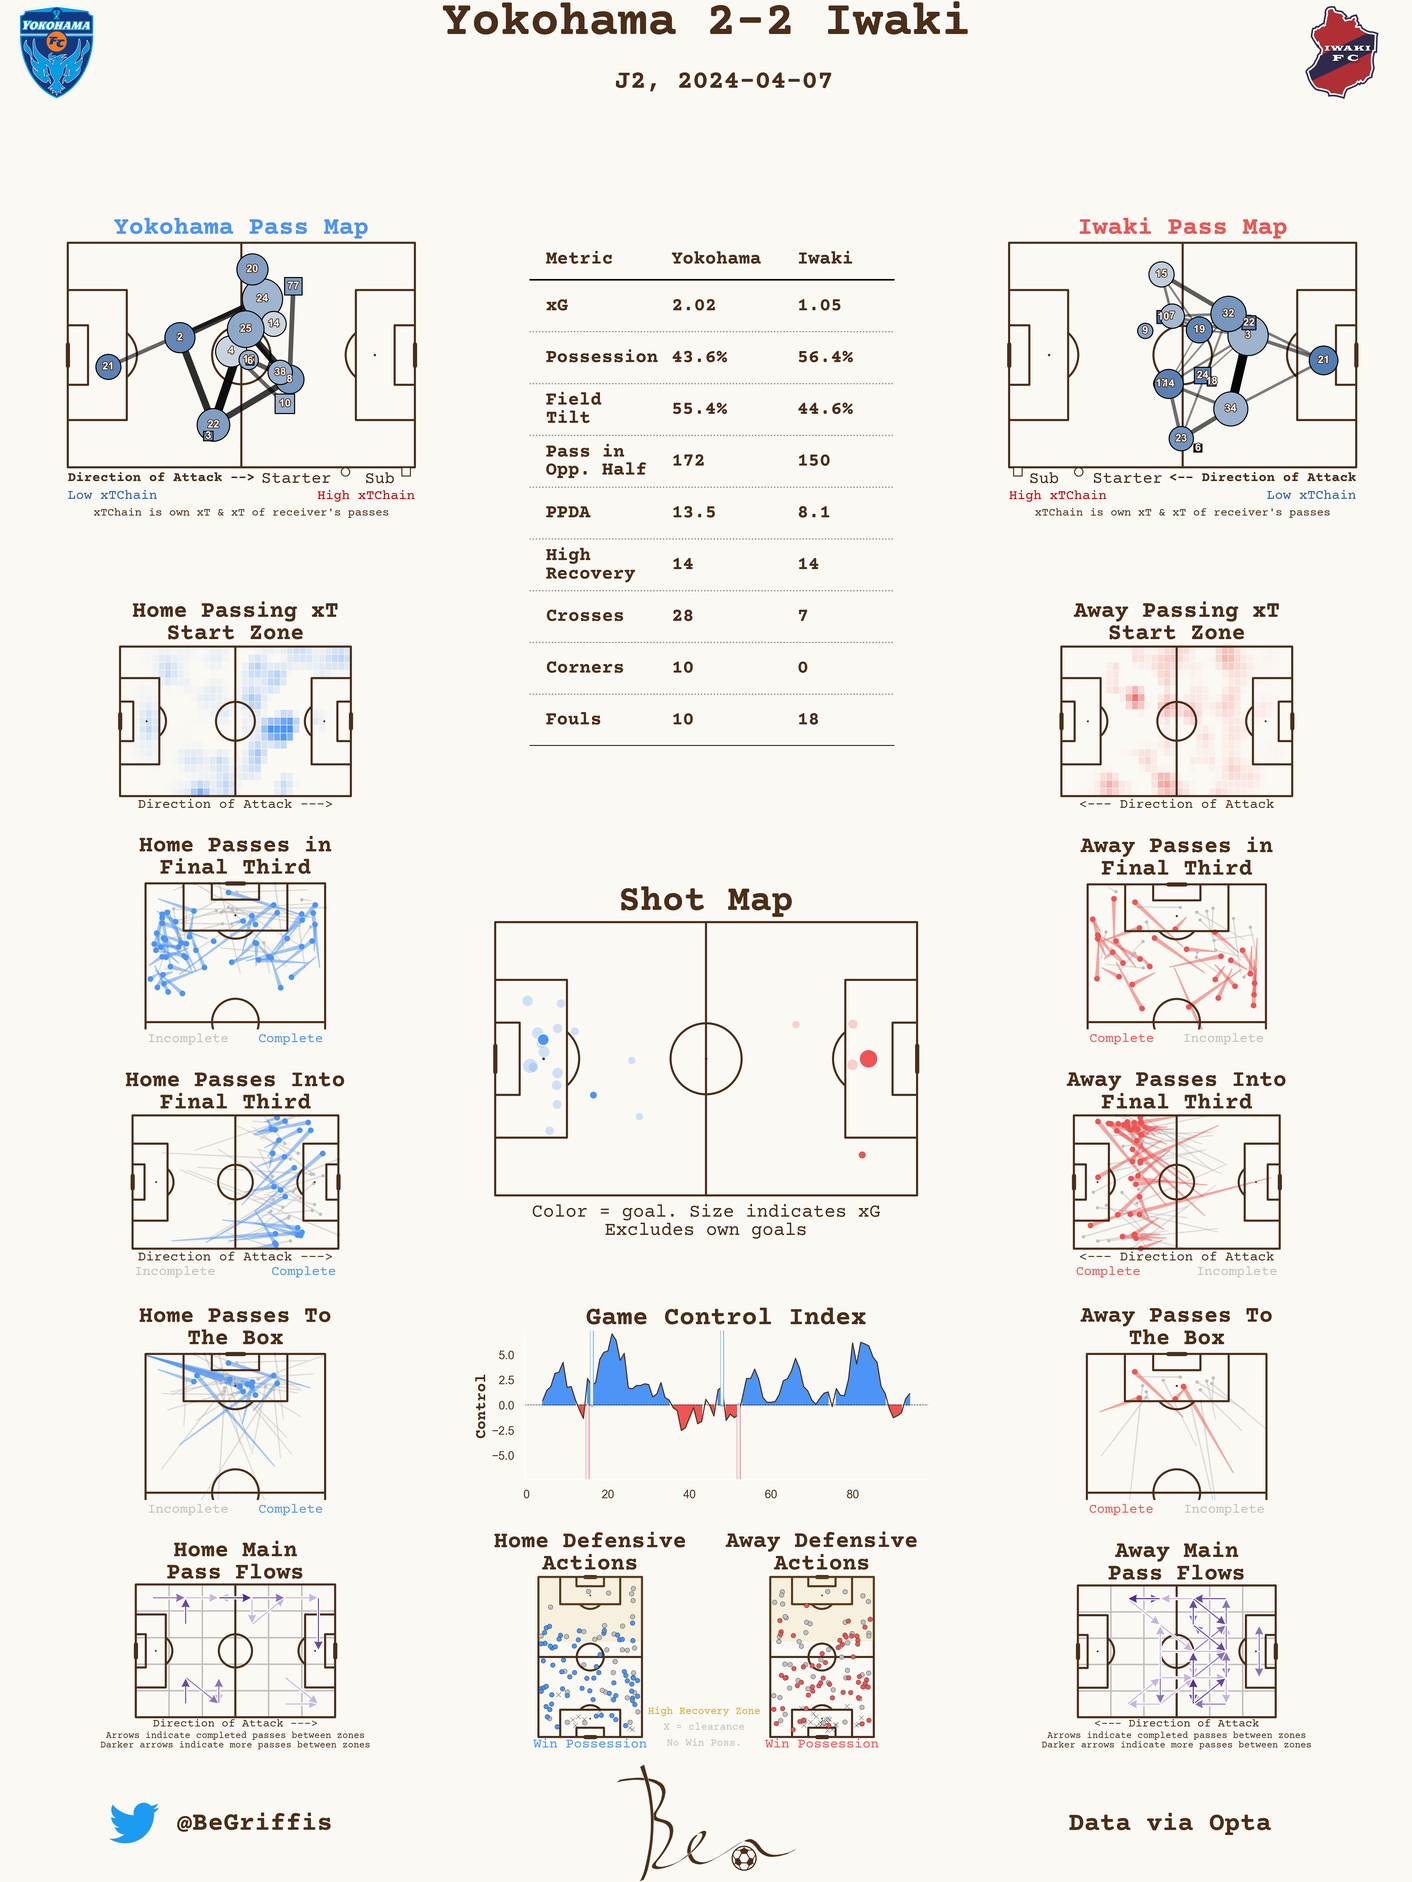 Yokohama 2-2 Iwaki
J2, 2024-04-07
YOKOHAMA
FC
IWAKI
FC
Yokohama Pass Map
20
77
24
14
25
2
4
21
38
8
10
22
3
Direction of Attack --> Starter Sub
Low xTChain High xTChain
xTChain is own xT & xT of receiver's passes
Metric Yokohama Iwaki
xG 2.02 1.05
Possession 43.6% 56.4%
Field
Tilt 55.4% 44.6%
Pass in
Opp. Half 172 150
PPDA 13.5 8.1
High
Recovery 14 14
Crosses 28 7
Corners 10 0
Fouls 10 18
Iwaki Pass Map
15
32
22
9
19
3
21
24
18
14
34
23
6
Sub Starter <-- Direction of Attack
High xTChain Low xTChain
xTChain is own xT & xT of receiver's passes
Home Passing xT
Start Zone
Direction of Attack --->
Away Passing xT
Start Zone
<--- Direction of Attack
Home Passes in
Final Third
Incomplete Complete
Away Passes in
Final Third
Complete Incomplete
Shot Map
Color = goal. Size indicates xG
Excludes own goals
Home Passes Into
Final Third
Direction of Attack --->
Incomplete Complete
Away Passes Into
Final Third
<--- Direction of Attack
Complete Incomplete
Home Passes To
The Box
Incomplete Complete
Game Control Index
Control
5.0
2.5
0.0
−2.5
−5.0
0 20 40 60 80
Away Passes To
The Box
Complete Incomplete
Home Main
Pass Flows
Direction of Attack --->
Arrows indicate completed passes between zones
Darker arrows indicate more passes between zones
Home Defensive
Actions
Win Possession
High Recovery Zone
X = clearance
No Win Poss.
Away Defensive
Actions
Win Possession
Away Main
Pass Flows
<--- Direction of Attack
Arrows indicate completed passes between zones
Darker arrows indicate more passes between zones
@BeGriffis
Ben
Data via Opta